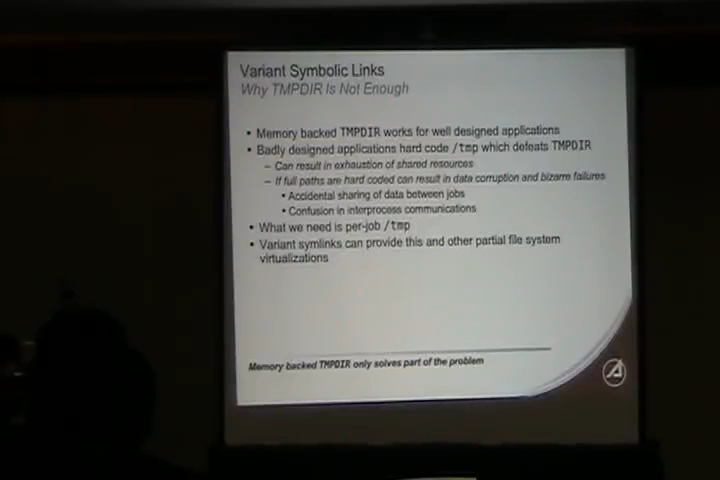 Variant Symbolic Links
Why TMPDIR Is Not Enough
• Memory backed TMPDIR works for well designed applications
• Badly designed applications hard code /tmp which defeats TMPDIR
– Can result in exhaustion of shared resources
– If full paths are hard coded can result in data corruption and bizarre failures
• Accidental sharing of data between jobs
• Confusion in interprocess communications
• What we need is per-job /tmp
• Variant symlinks can provide this and other partial file system
virtualizations
Memory backed TMPDIR only solves part of the problem